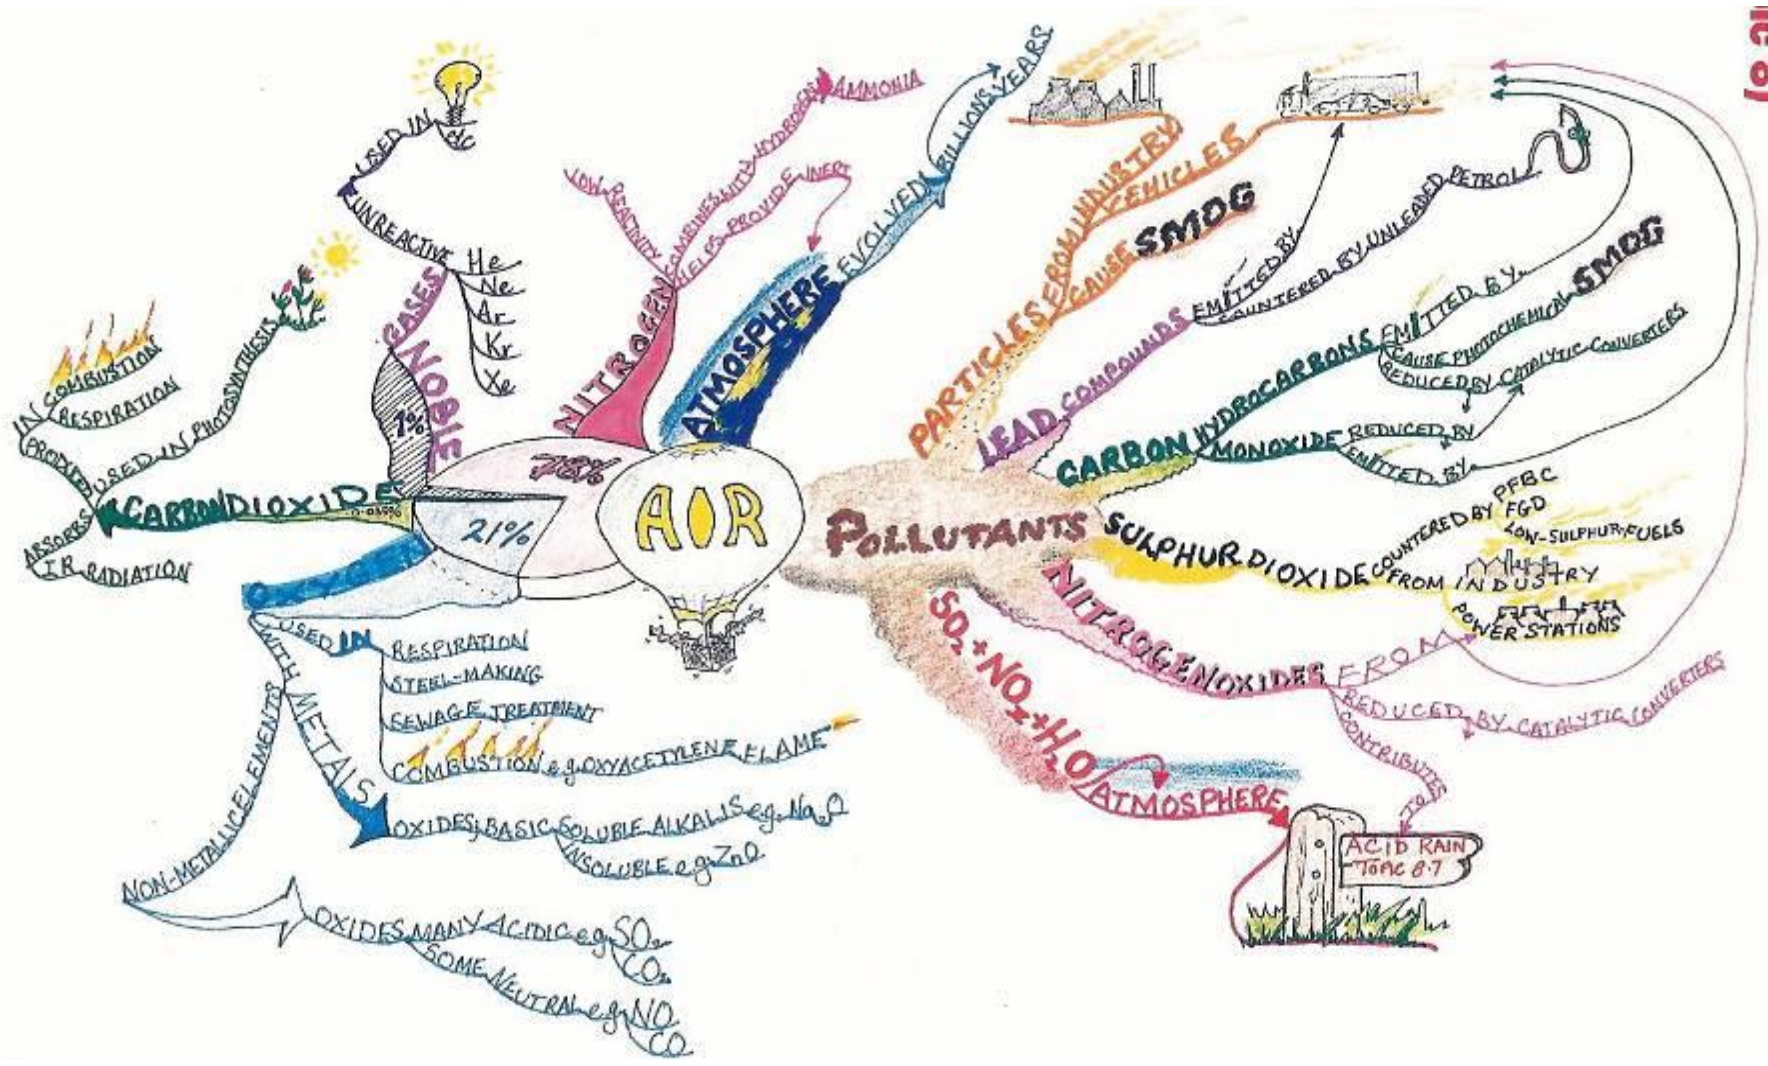 AIR
ATMOSPHERE
EVOLVED
BILLIONS YEARS
NITROGEN
78%
LOW REACTIVITY
COMBINES WITH HYDROGEN
AMMONIA
HELPS PROVIDE INERT
NOBLE GASES
1%
UNREACTIVE
USED IN
etc
He
Ne
Ar
Kr
Xe
CARBON DIOXIDE
USED IN PHOTOSYNTHESIS
PRODUCED
IN COMBUSTION
RESPIRATION
ABSORBS
IR RADIATION
OXYGEN
21%
USED IN
RESPIRATION
STEEL-MAKING
SEWAGE TREATMENT
COMBUSTION e.g. OXYACETYLENE FLAME
WITH METALS
OXIDES; BASIC SOLUBLE ALKALIS e.g. Na₂O
INSOLUBLE e.g. ZnO
NON-METALLIC ELEMENTS
OXIDES MANY ACIDIC e.g. SO₂
CO₂
SOME NEUTRAL e.g. NO
CO
POLLUTANTS
PARTICLES FROM INDUSTRY
VEHICLES
CAUSE SMOG
LEAD COMPOUNDS
EMITTED BY
COUNTERED BY UNLEADED PETROL
CARBON
HYDROCARBONS
EMITTED BY
CAUSE PHOTOCHEMICAL SMOG
REDUCED BY CATALYTIC CONVERTERS
MONOXIDE
REDUCED BY
EMITTED BY
SULPHUR DIOXIDE
COUNTERED BY PFBC
FGD
LOW-SULPHUR FUELS
FROM INDUSTRY
POWER STATIONS
NITROGEN OXIDES
FROM
REDUCED BY CATALYTIC CONVERTERS
CONTRIBUTES TO
SO₂+NOₓ+H₂O
ATMOSPHERE
ACID RAIN
TOPIC 8.7